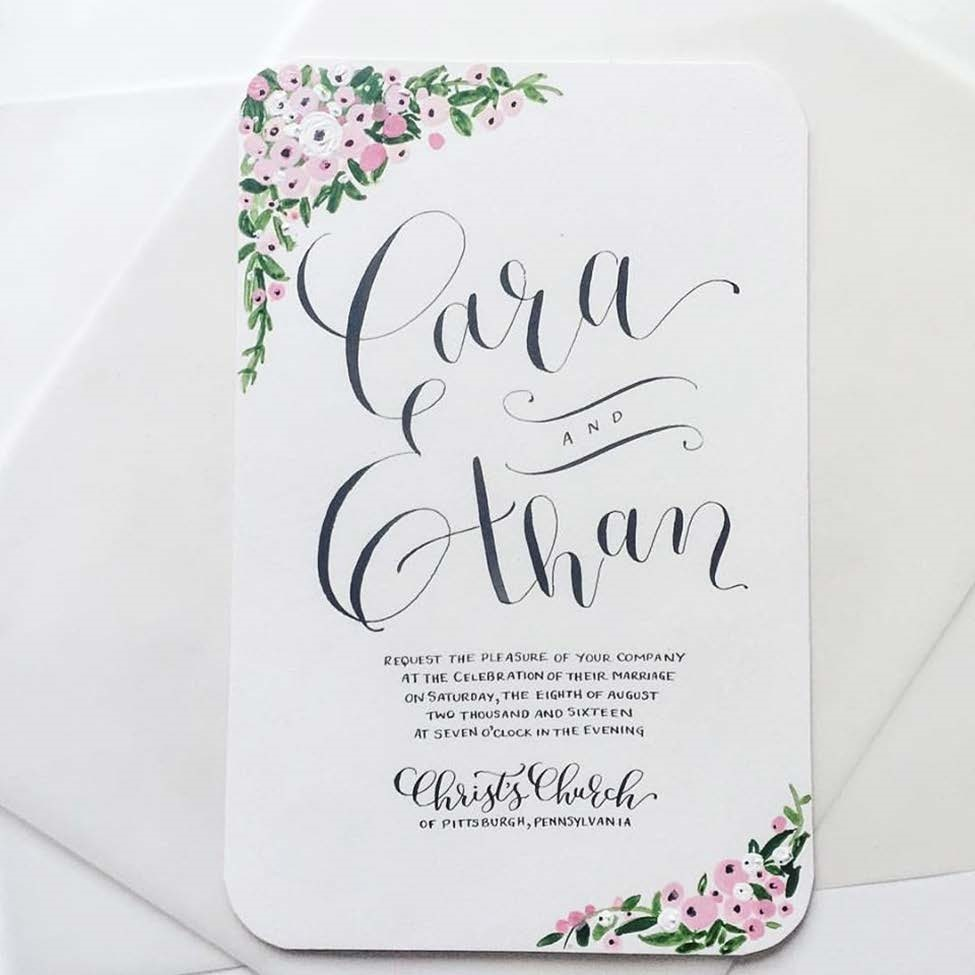 Cara
AND
Ethan
REQUEST THE PLEASURE OF YOUR COMPANY
AT THE CELEBRATION OF THEIR MARRIAGE
ON SATURDAY, THE EIGHTH OF AUGUST
TWO THOUSAND AND SIXTEEN
AT SEVEN O'CLOCK IN THE EVENING
Christ's Church
OF PITTSBURGH, PENNSYLVANIA